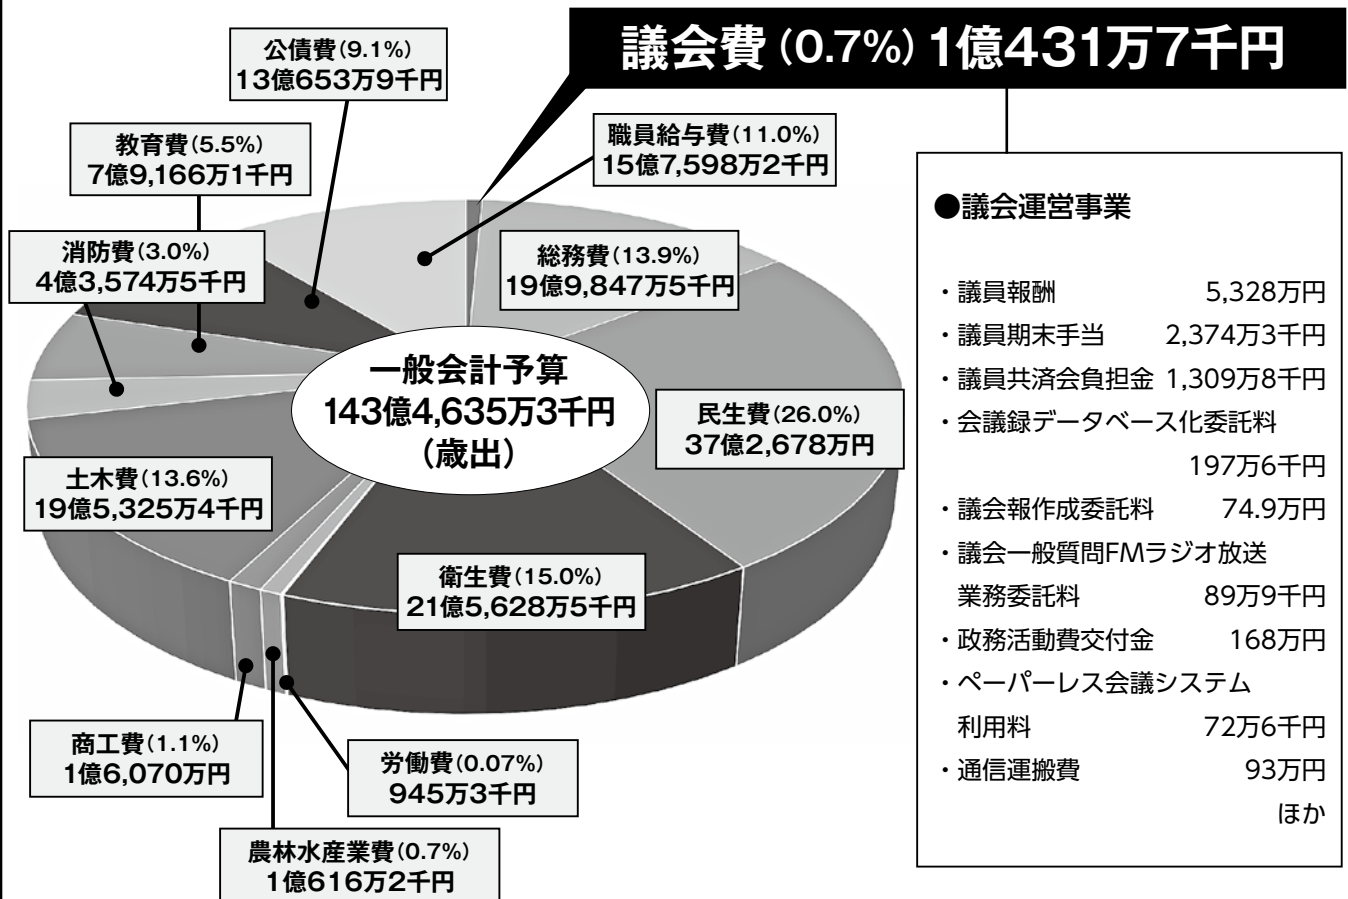 議会費(0.7%) 1億431万7千円
公債費(9.1%)
13億653万9千円
職員給与費(11.0%)
15億7,598万2千円
教育費(5.5%)
7億9,166万1千円
消防費(3.0%)
4億3,574万5千円
総務費(13.9%)
19億9,847万5千円
一般会計予算
143億4,635万3千円
(歳出)
民生費(26.0%)
37億2,678万円
土木費(13.6%)
19億5,325万4千円
衛生費(15.0%)
21億5,628万5千円
商工費(1.1%)
1億6,070万円
労働費(0.07%)
945万3千円
農林水産業費(0.7%)
1億616万2千円
●議会運営事業
・議員報酬 5,328万円
・議員期末手当 2,374万3千円
・議員共済会負担金 1,309万8千円
・会議録データベース化委託料
197万6千円
・議会報作成委託料 74.9万円
・議会一般質問FMラジオ放送
業務委託料 89万9千円
・政務活動費交付金 168万円
・ペーパーレス会議システム
利用料 72万6千円
・通信運搬費 93万円
ほか